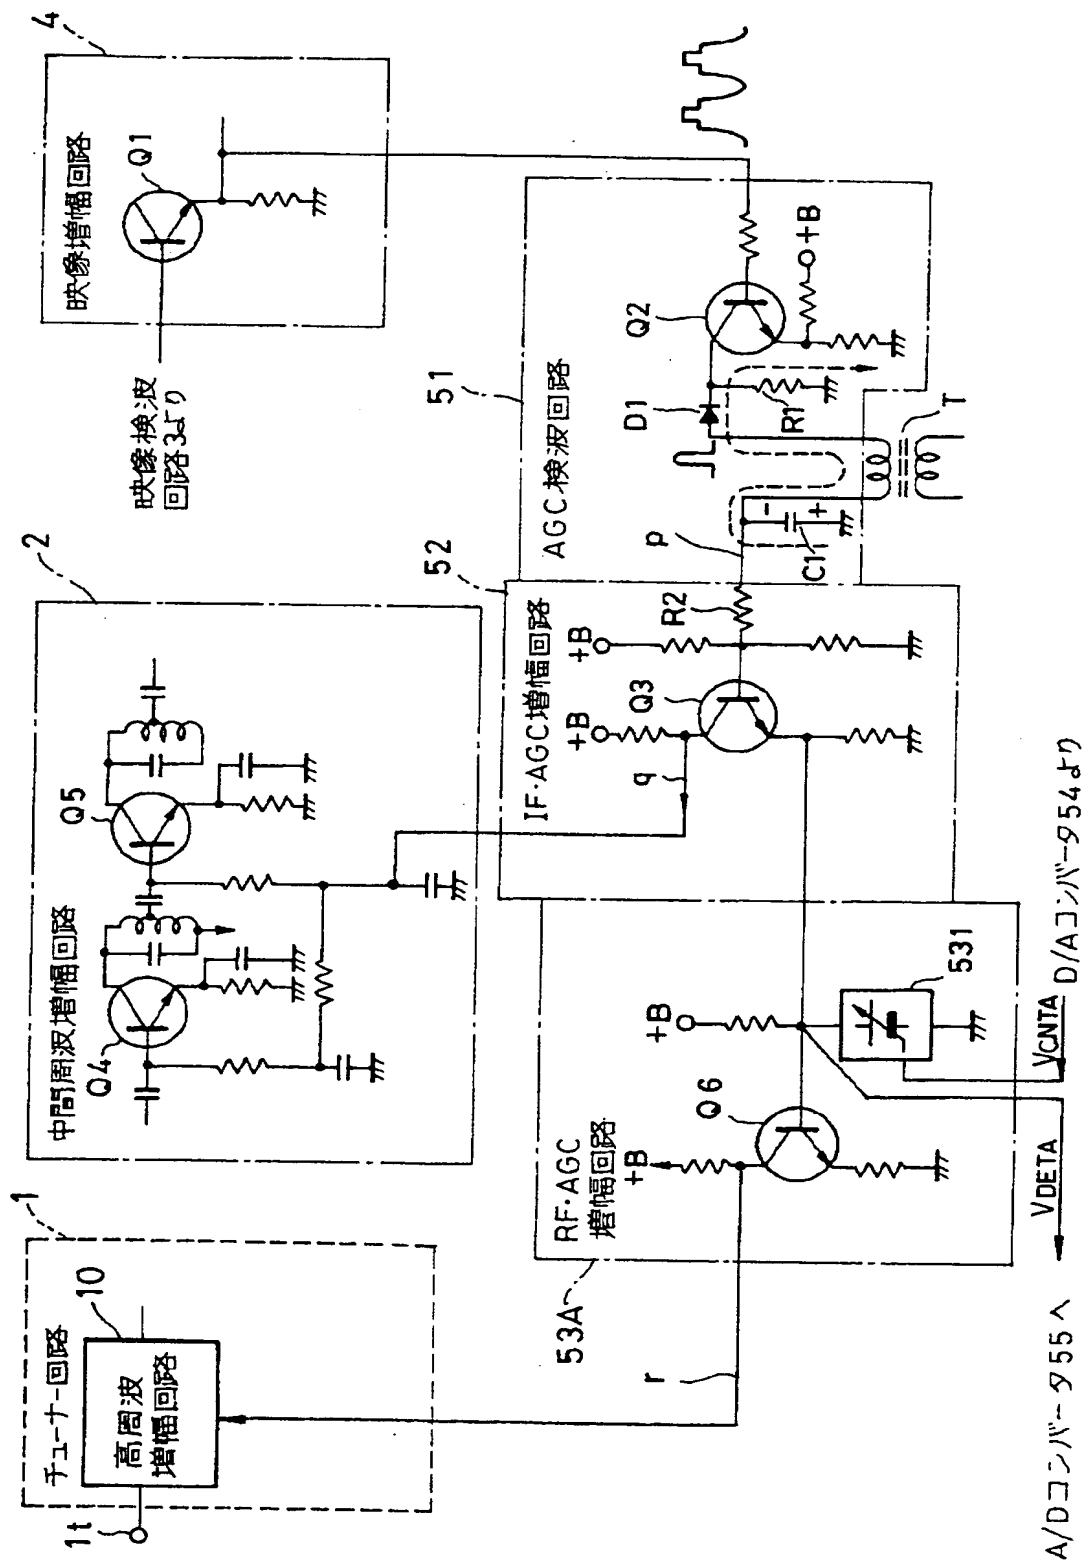 チューナー回路
1
10
高周波
増幅回路
1t
中間周波増幅回路
2
Q4
Q5
映像検波
回路3より
映像増幅回路
4
Q1
RF·AGC
増幅回路
53A
r
+B
Q6
+B
531
IF·AGC増幅回路
52
q
+B
Q3
+B
R2
AGC検波回路
51
p
C1
-
+
D1
R1
Q2
+B
T
VDETA
A/Dコンバータ55へ
VCNTA
D/Aコンバータ54より